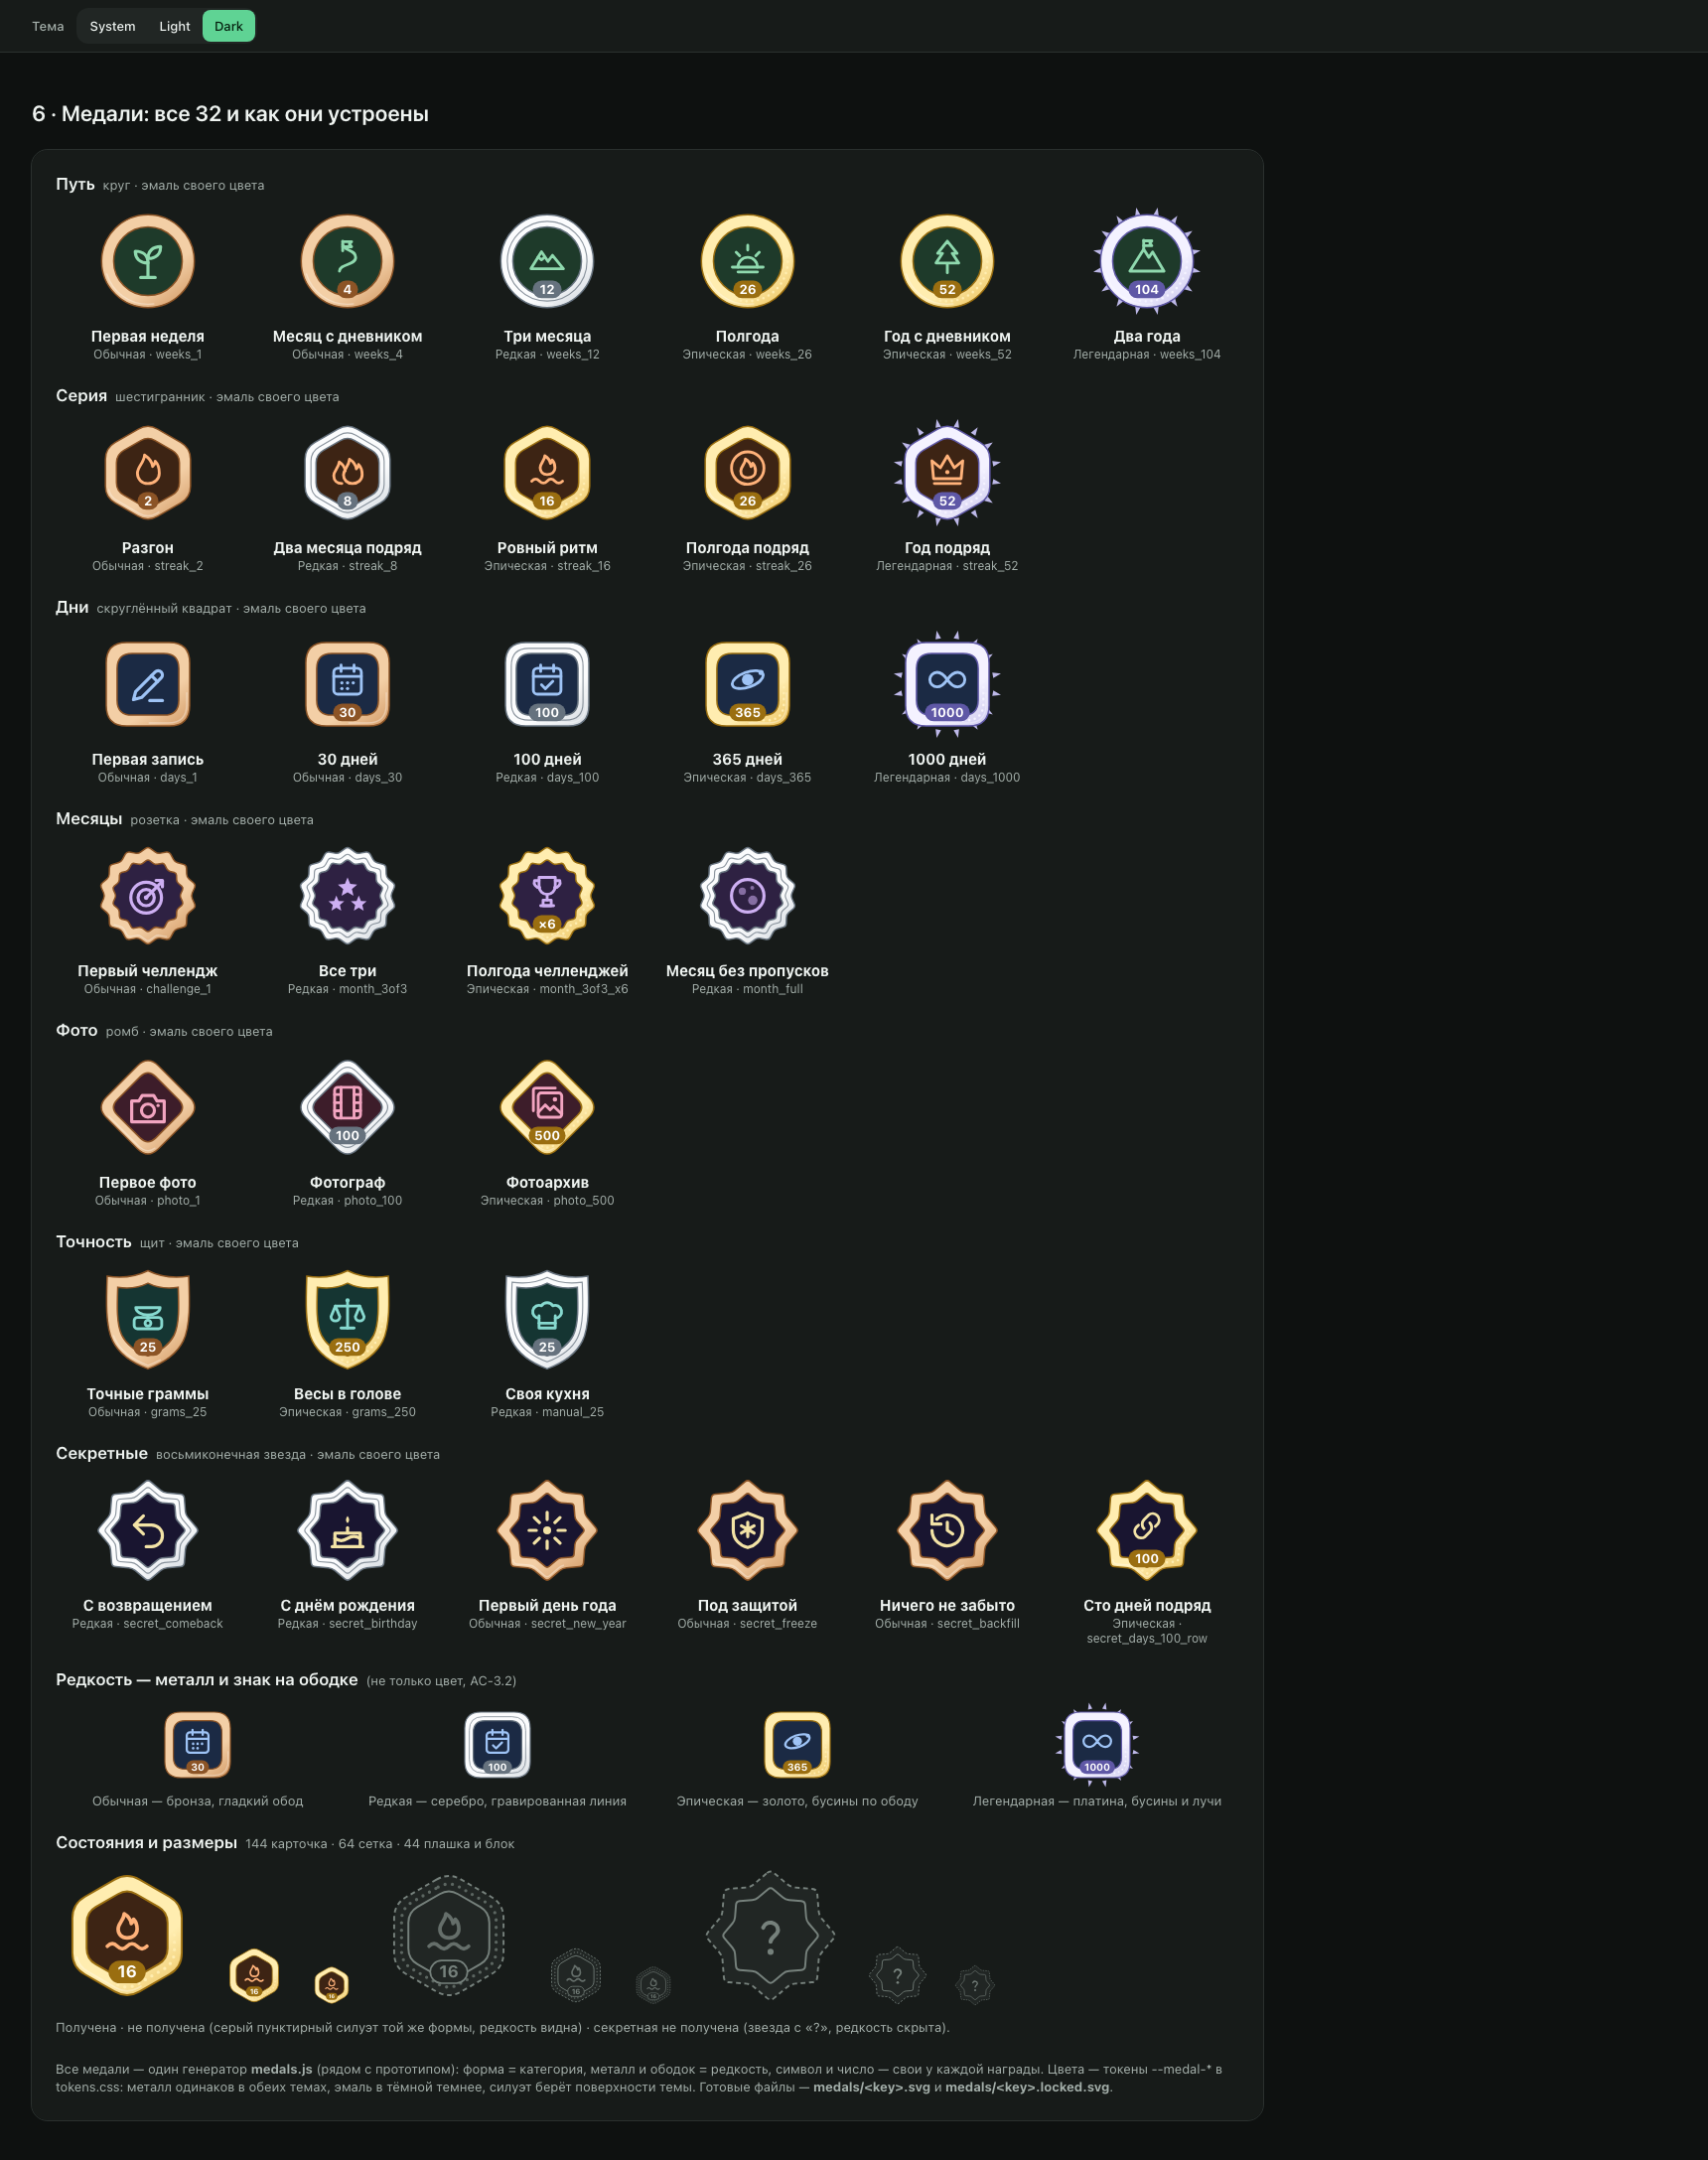 Тема System Light Dark
6 · Медали: все 32 и как они устроены
Путь круг · эмаль своего цвета
4 12 26 52 104
Первая неделя Месяц с дневником Три месяца Полгода Год с дневником Два года
Обычная · weeks_1 Обычная · weeks_4 Редкая · weeks_12 Эпическая · weeks_26 Эпическая · weeks_52 Легендарная · weeks_104
Серия шестигранник · эмаль своего цвета
2 8 16 26 52
Разгон Два месяца подряд Ровный ритм Полгода подряд Год подряд
Обычная · streak_2 Редкая · streak_8 Эпическая · streak_16 Эпическая · streak_26 Легендарная · streak_52
Дни скруглённый квадрат · эмаль своего цвета
30 100 365 1000
Первая запись 30 дней 100 дней 365 дней 1000 дней
Обычная · days_1 Обычная · days_30 Редкая · days_100 Эпическая · days_365 Легендарная · days_1000
Месяцы розетка · эмаль своего цвета
×6
Первый челлендж Все три Полгода челленджей Месяц без пропусков
Обычная · challenge_1 Редкая · month_3of3 Эпическая · month_3of3_x6 Редкая · month_full
Фото ромб · эмаль своего цвета
100 500
Первое фото Фотограф Фотоархив
Обычная · photo_1 Редкая · photo_100 Эпическая · photo_500
Точность щит · эмаль своего цвета
25 250 25
Точные граммы Весы в голове Своя кухня
Обычная · grams_25 Эпическая · grams_250 Редкая · manual_25
Секретные восьмиконечная звезда · эмаль своего цвета
100
С возвращением С днём рождения Первый день года Под защитой Ничего не забыто Сто дней подряд
Редкая · secret_comeback Редкая · secret_birthday Обычная · secret_new_year Обычная · secret_freeze Обычная · secret_backfill Эпическая ·
secret_days_100_row
Редкость — металл и знак на ободке (не только цвет, AC-3.2)
30 100 365 1000
Обычная — бронза, гладкий обод Редкая — серебро, гравированная линия Эпическая — золото, бусины по ободу Легендарная — платина, бусины и лучи
Состояния и размеры 144 карточка · 64 сетка · 44 плашка и блок
16 16 16 16 16 16 ? ? ?
Получена · не получена (серый пунктирный силуэт той же формы, редкость видна) · секретная не получена (звезда с «?», редкость скрыта).
Все медали — один генератор medals.js (рядом с прототипом): форма = категория, металл и ободок = редкость, символ и число — свои у каждой награды. Цвета — токены --medal-* в
tokens.css: металл одинаков в обеих темах, эмаль в тёмной темнее, силуэт берёт поверхности темы. Готовые файлы — medals/<key>.svg и medals/<key>.locked.svg.